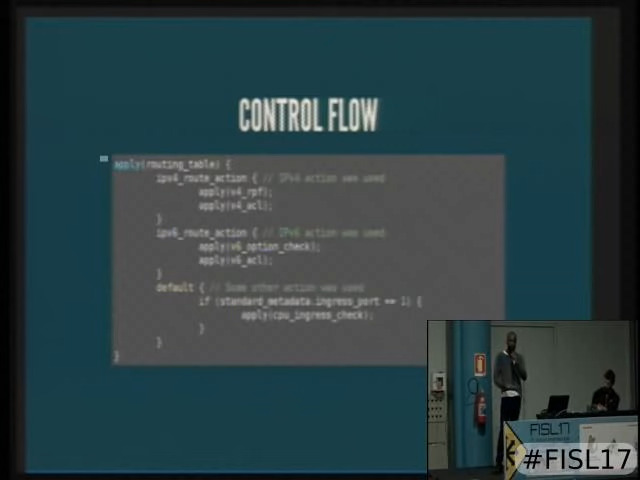 CONTROL FLOW
apply(routing_table) {
ipv4_route_action { // IPv4 action was used
apply(v4_rpf);
apply(v4_acl);
}
ipv6_route_action { // IPv6 action was used
apply(v6_option_check);
apply(v6_acl);
}
default { // Some other action was used
if (standard_metadata.ingress_port == 1) {
apply(cpu_ingress_check);
}
}
}
FISL17
#FISL17